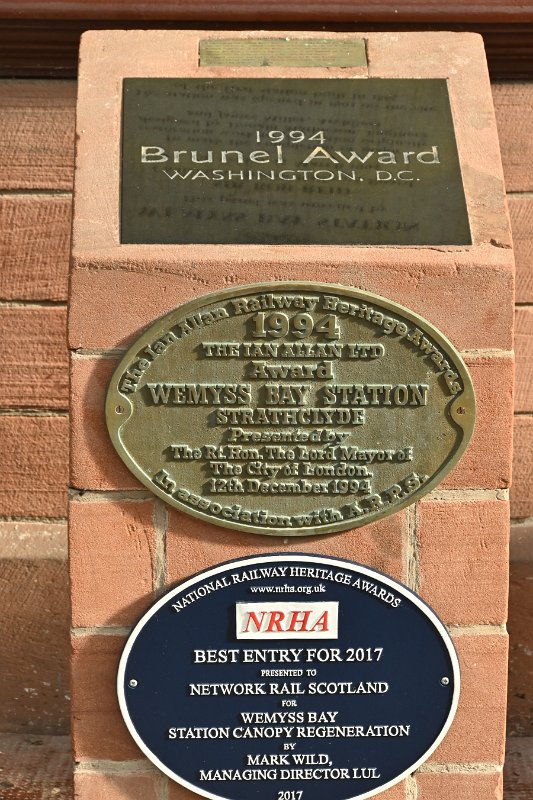 1994
Brunel Award
WASHINGTON, D.C.
The Ian Allan Railway Heritage Awards
1994
THE IAN ALLAN LTD
Award
WEMYSS BAY STATION
STRATHCLYDE
Presented by
The Rt. Hon. The Lord Mayor of
The City of London,
12th December 1994
In association with A.R.P.S.
NATIONAL RAILWAY HERITAGE AWARDS
www.nrha.org.uk
NRHA
BEST ENTRY FOR 2017
PRESENTED TO
NETWORK RAIL SCOTLAND
FOR
WEMYSS BAY
STATION CANOPY REGENERATION
BY
MARK WILD,
MANAGING DIRECTOR LUL
2017